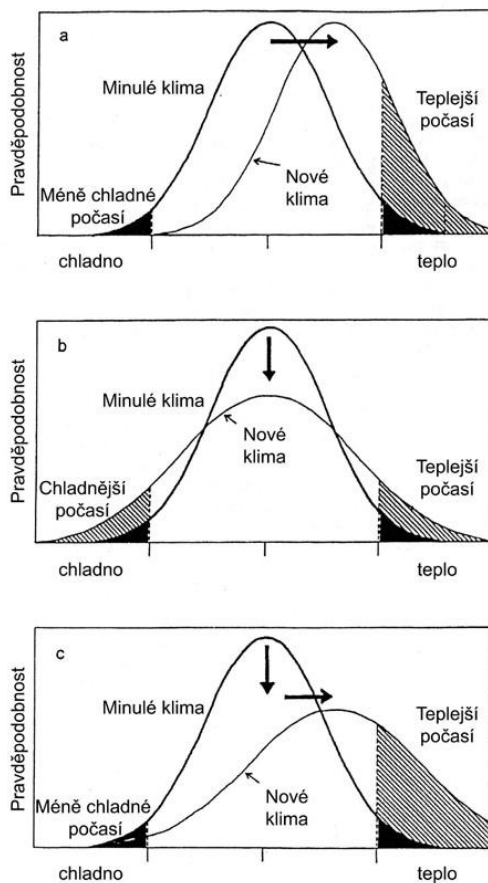 a
Minulé klima
Teplejší
počasí
Pravděpodobnost
Méně chladné
počasí
Nové
klima
chladno
teplo
b
Minulé klima
Nové
klima
Pravděpodobnost
Chladnější
počasí
Teplejší
počasí
chladno
teplo
c
Minulé klima
Teplejší
počasí
Pravděpodobnost
Méně chladné
počasí
Nové
klima
chladno
teplo